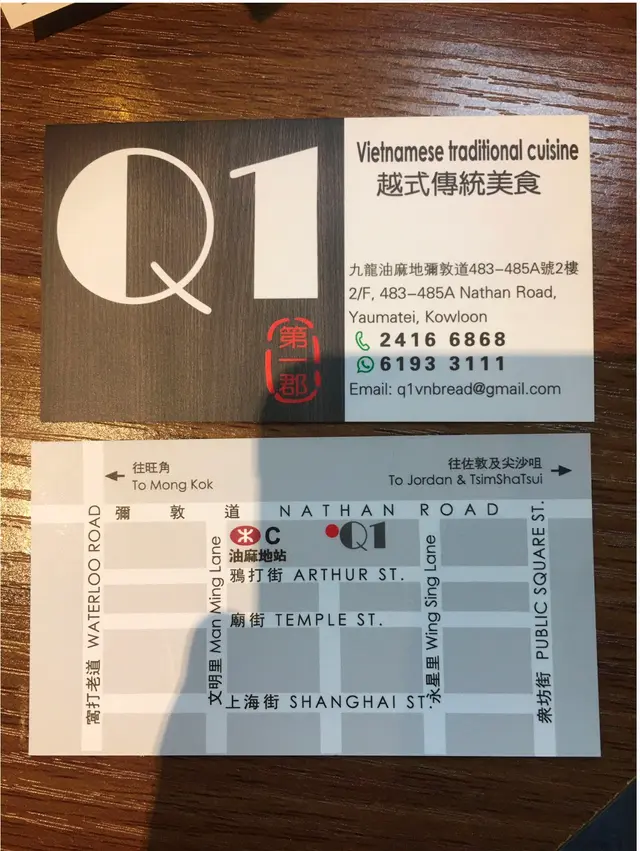 Q1
第一郡
Vietnamese traditional cuisine
越式傳統美食
九龍油麻地彌敦道483-485A號2樓
2/F, 483-485A Nathan Road,
Yaumatei, Kowloon
2416 6868
6193 3111
Email: q1vnbread@gmail.com
往旺角
To Mong Kok
往佐敦及尖沙咀
To Jordan & TsimShaTsui
彌敦道 NATHAN ROAD
C
油麻地站
Q1
鴉打街 ARTHUR ST.
廟街 TEMPLE ST.
上海街 SHANGHAI ST.
窩打老道 WATERLOO ROAD
文明里 Man Ming Lane
永星里 Wing Sing Lane
眾坊街 PUBLIC SQUARE ST.